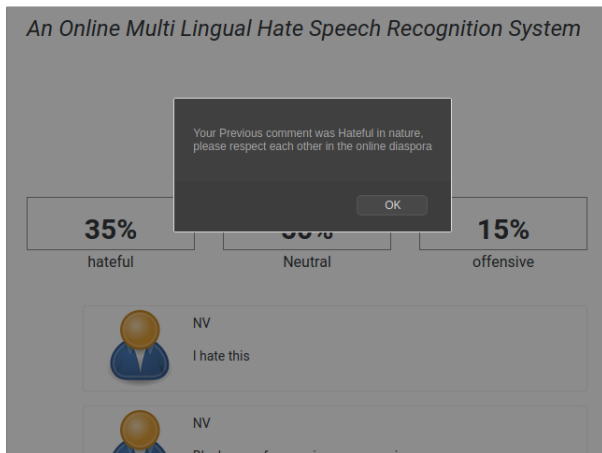 An Online Multi Lingual Hate Speech Recognition System
Your Previous comment was Hateful in nature,
please respect each other in the online diaspora
OK
35%
15%
hateful
Neutral
offensive
NV
I hate this
NV